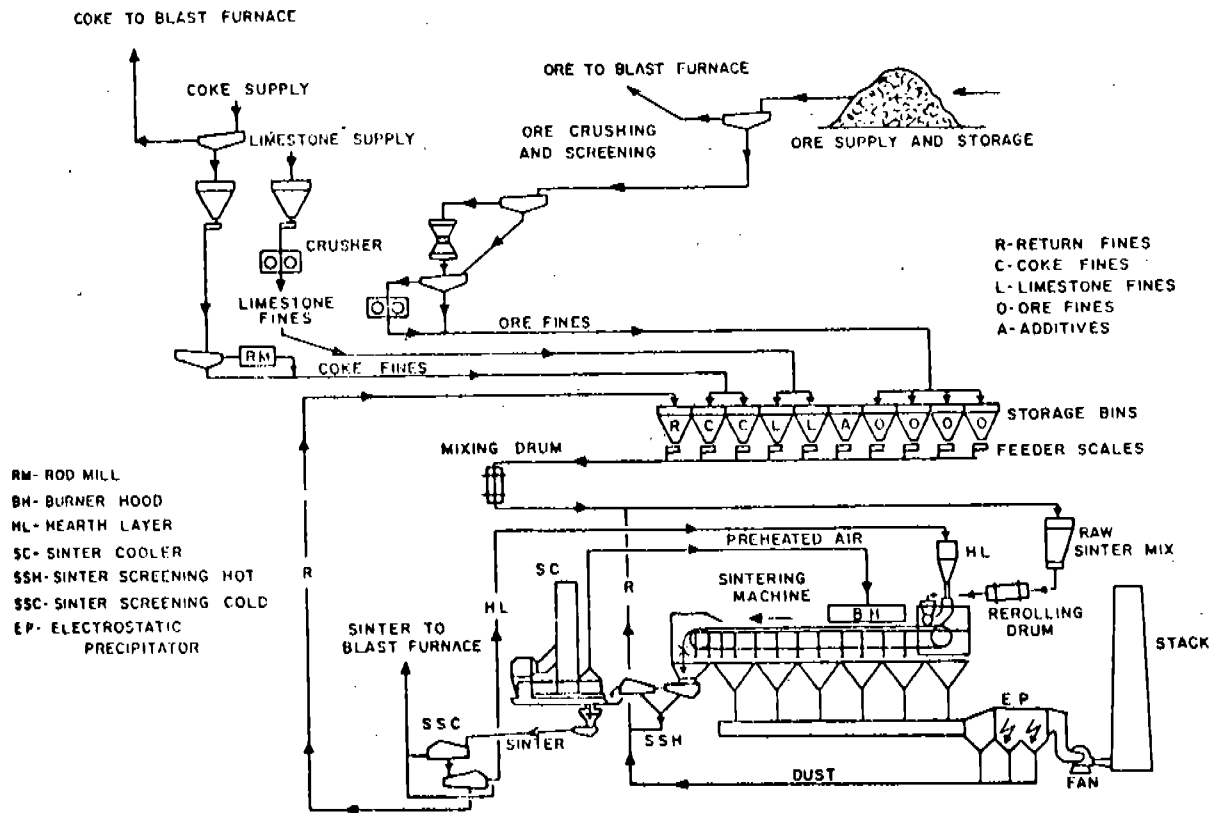 COKE TO BLAST FURNACE
ORE TO BLAST FURNACE
COKE SUPPLY
LIMESTONE SUPPLY
ORE CRUSHING
AND SCREENING
ORE SUPPLY AND STORAGE
CRUSHER
R-RETURN FINES
C-COKE FINES
L-LIMESTONE FINES
O-ORE FINES
A-ADDITIVES
LIMESTONE
FINES
ORE FINES
RM
COKE FINES
R C C L L A O O O O
STORAGE BINS
MIXING DRUM
FEEDER SCALES
RM-ROD MILL
BH-BURNER HOOD
HL-HEARTH LAYER
SC-SINTER COOLER
SSH-SINTER SCREENING HOT
SSC-SINTER SCREENING COLD
EP-ELECTROSTATIC
PRECIPITATOR
R
PREHEATED AIR
HL
RAW
SINTER MIX
SC
R
SINTERING
MACHINE
BH
REROLLING
DRUM
HL
STACK
SINTER TO
BLAST FURNACE
SSC
SINTER
SSH
EP
DUST
FAN